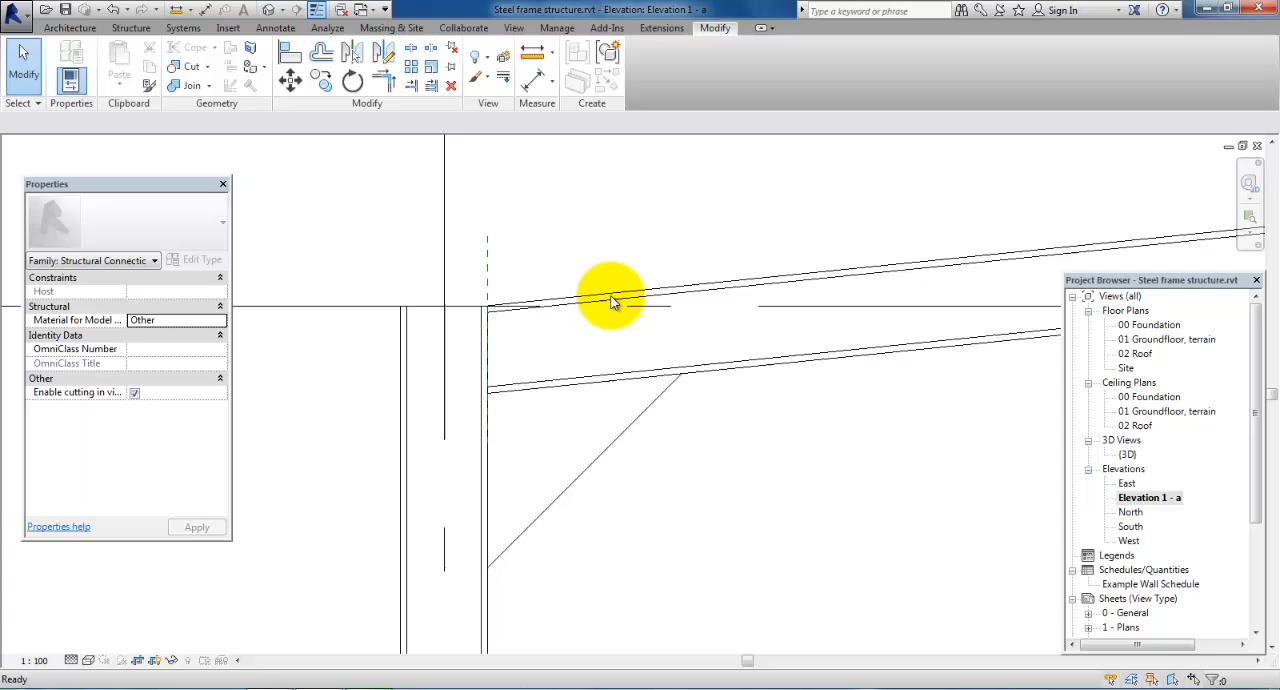 Steel frame structure.rvt - Elevation: Elevation 1 - a
Type a keyword or phrase
Sign In
Architecture
Structure
Systems
Insert
Annotate
Analyze
Massing & Site
Collaborate
View
Manage
Add-Ins
Extensions
Modify
Modify
Paste
Cope
Cut
Join
Select
Properties
Clipboard
Geometry
Modify
View
Measure
Create
Properties
Family: Structural Connectic
Edit Type
Constraints
Host
Structural
Material for Model ...
Other
Identity Data
OmniClass Number
OmniClass Title
Other
Enable cutting in vi...
Properties help
Apply
Project Browser - Steel frame structure.rvt
Views (all)
Floor Plans
00 Foundation
01 Groundfloor, terrain
02 Roof
Site
Ceiling Plans
00 Foundation
01 Groundfloor, terrain
02 Roof
3D Views
{3D}
Elevations
East
Elevation 1 - a
North
South
West
Legends
Schedules/Quantities
Example Wall Schedule
Sheets (View Type)
0 - General
1 - Plans
1 : 100
Ready
:0